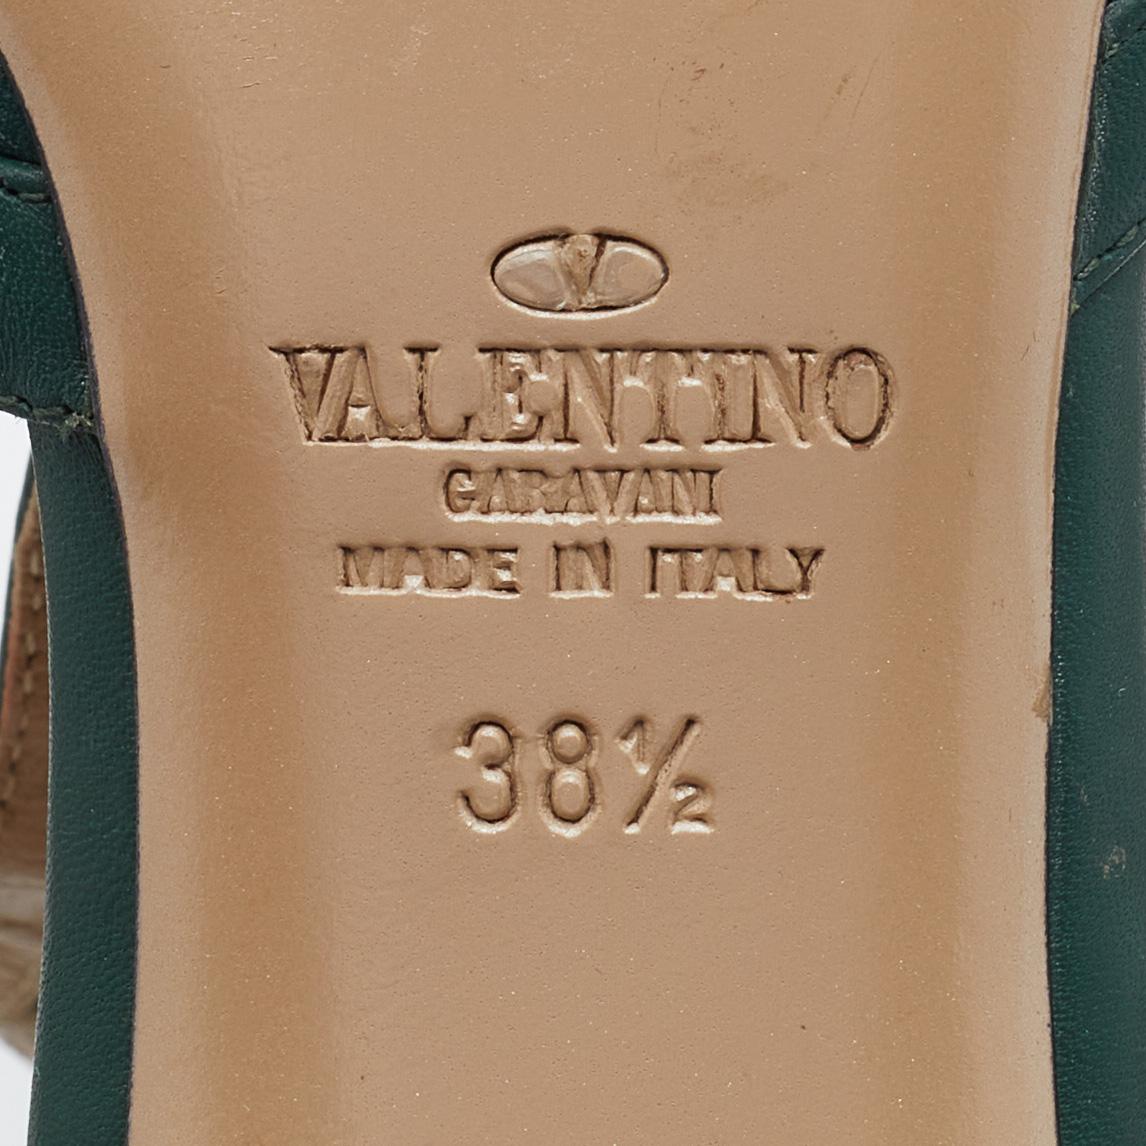 V
VALENTINO
GARAVANI
MADE IN ITALY
38½